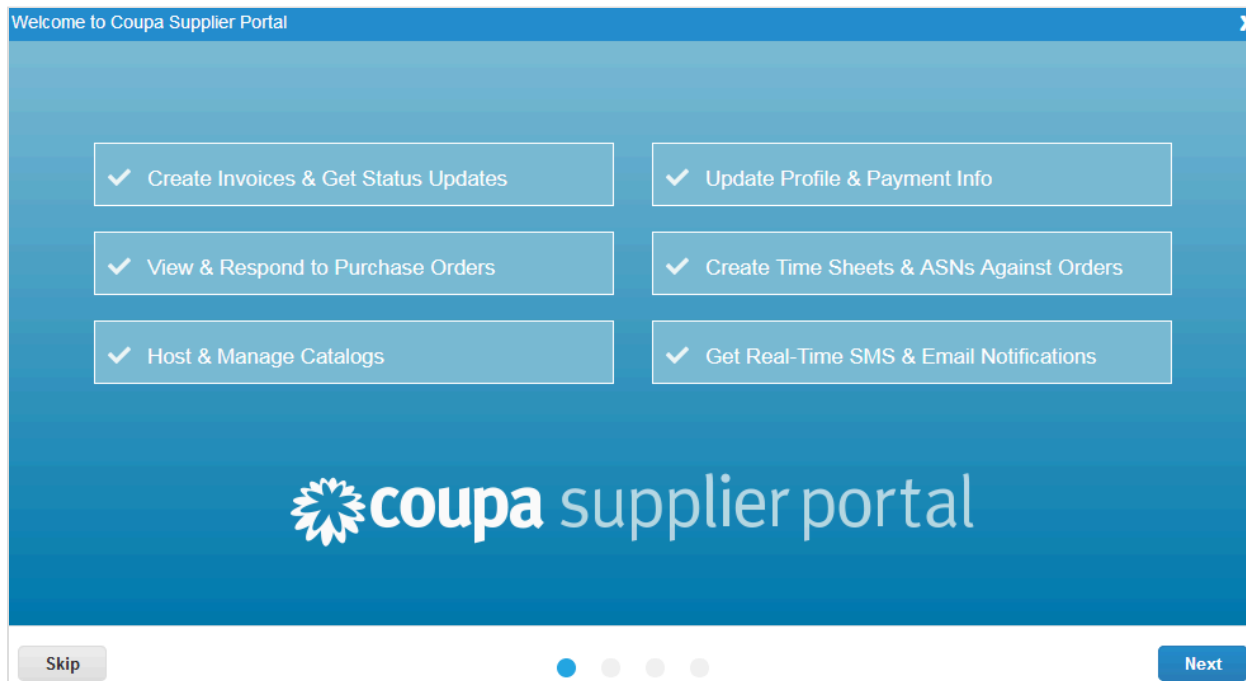 Welcome to Coupa Supplier Portal
Create Invoices & Get Status Updates
Update Profile & Payment Info
View & Respond to Purchase Orders
Create Time Sheets & ASNs Against Orders
Host & Manage Catalogs
Get Real-Time SMS & Email Notifications
coupa supplier portal
Skip
Next